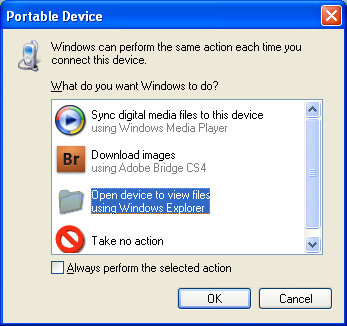 Portable Device
Windows can perform the same action each time you
connect this device.
What do you want Windows to do?
Sync digital media files to this device
using Windows Media Player
Br
Download images
using Adobe Bridge CS4
Open device to view files
using Windows Explorer
Take no action
Always perform the selected action
OK
Cancel